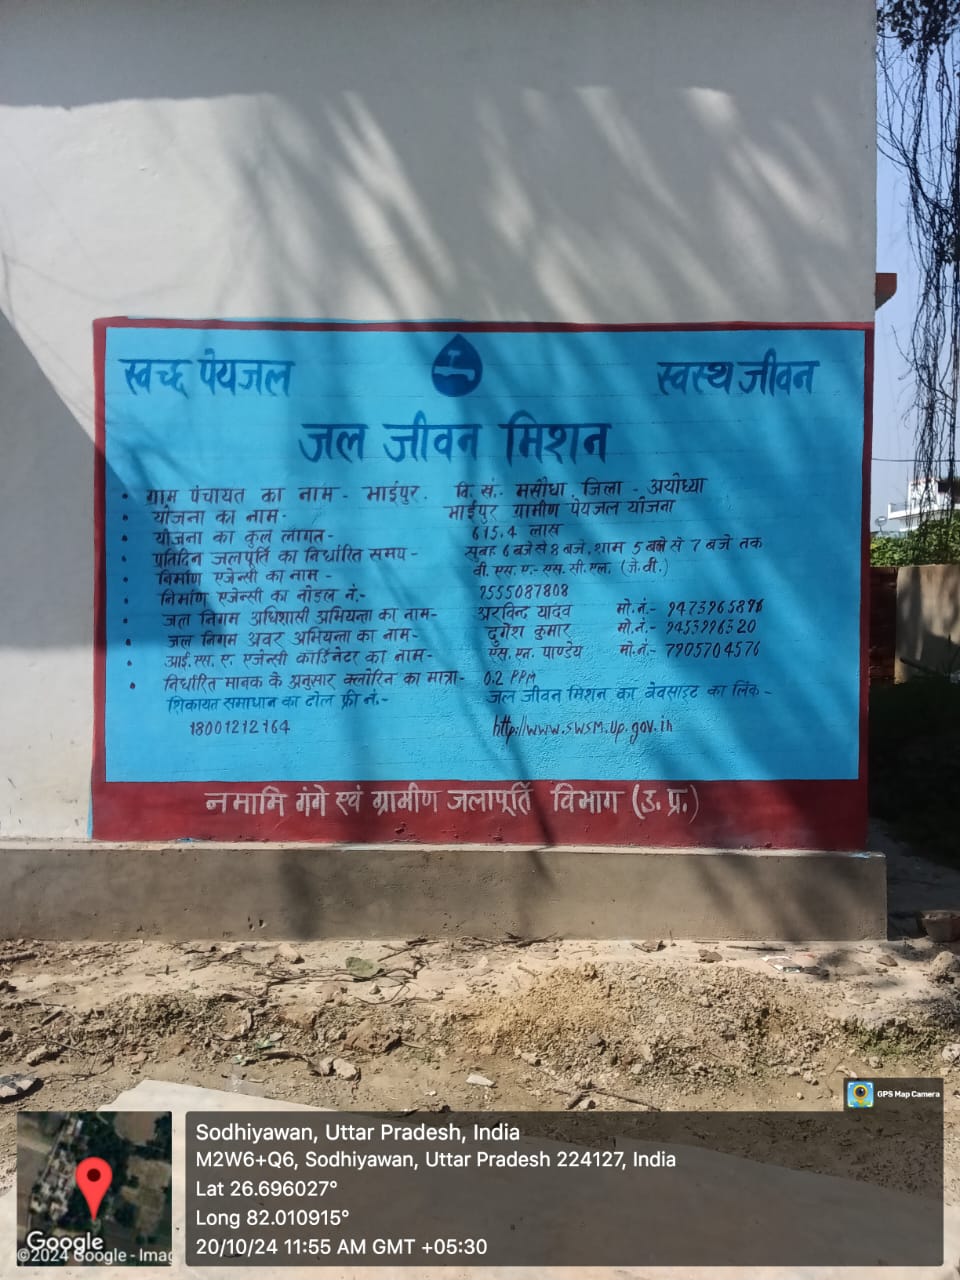 स्वच्छ पेयजल स्वस्थ जीवन
जल जीवन मिशन
• ग्राम पंचायत का नाम - भाईपुर. वि. सं.- मसौधा जिला - अयोध्या
• योजना का नाम- भाईपुर ग्रामीण पेयजल योजना
• योजना का कुल लागत- 615.4 लाख
• प्रतिदिन जलपूर्ति का निर्धारित समय- सुबह 6 बजे से 8 बजे, शाम 5 बजे से 7 बजे तक
• निर्माण एजेन्सी का नाम - वी. एस. ए.- एस. सी. एल. (जे. वी.)
• निर्माण एजेन्सी का नोडल नं.- 9555087808
• जल निगम अधिशासी अभियन्ता का नाम- अरविन्द यादव मो.नं.-
• जल निगम अवर अभियन्ता का नाम- दुर्गेश कुमार मो.नं.-
• आई. एस. ए. एजेन्सी कोर्डिनेटर का नाम- एस. एन. पाण्डेय मो.नं.- 7905704576
• निर्धारित मानक के अनुसार क्लोरिन का मात्रा- 0.2 PPM
शिकायत समाधान का टोल फ्री नं.- जल जीवन मिशन का वेवसाइट का लिंक -
18001212164 http://www.swsm.up.gov.in
नमामि गंगे एवं ग्रामीण जलापूर्ति विभाग (उ. प्र.)
GPS Map Camera
Sodhiyawan, Uttar Pradesh, India
M2W6+Q6, Sodhiyawan, Uttar Pradesh 224127, India
Lat 26.696027°
Long 82.010915°
20/10/24 11:55 AM GMT +05:30
Google
©2024 Google - Imag